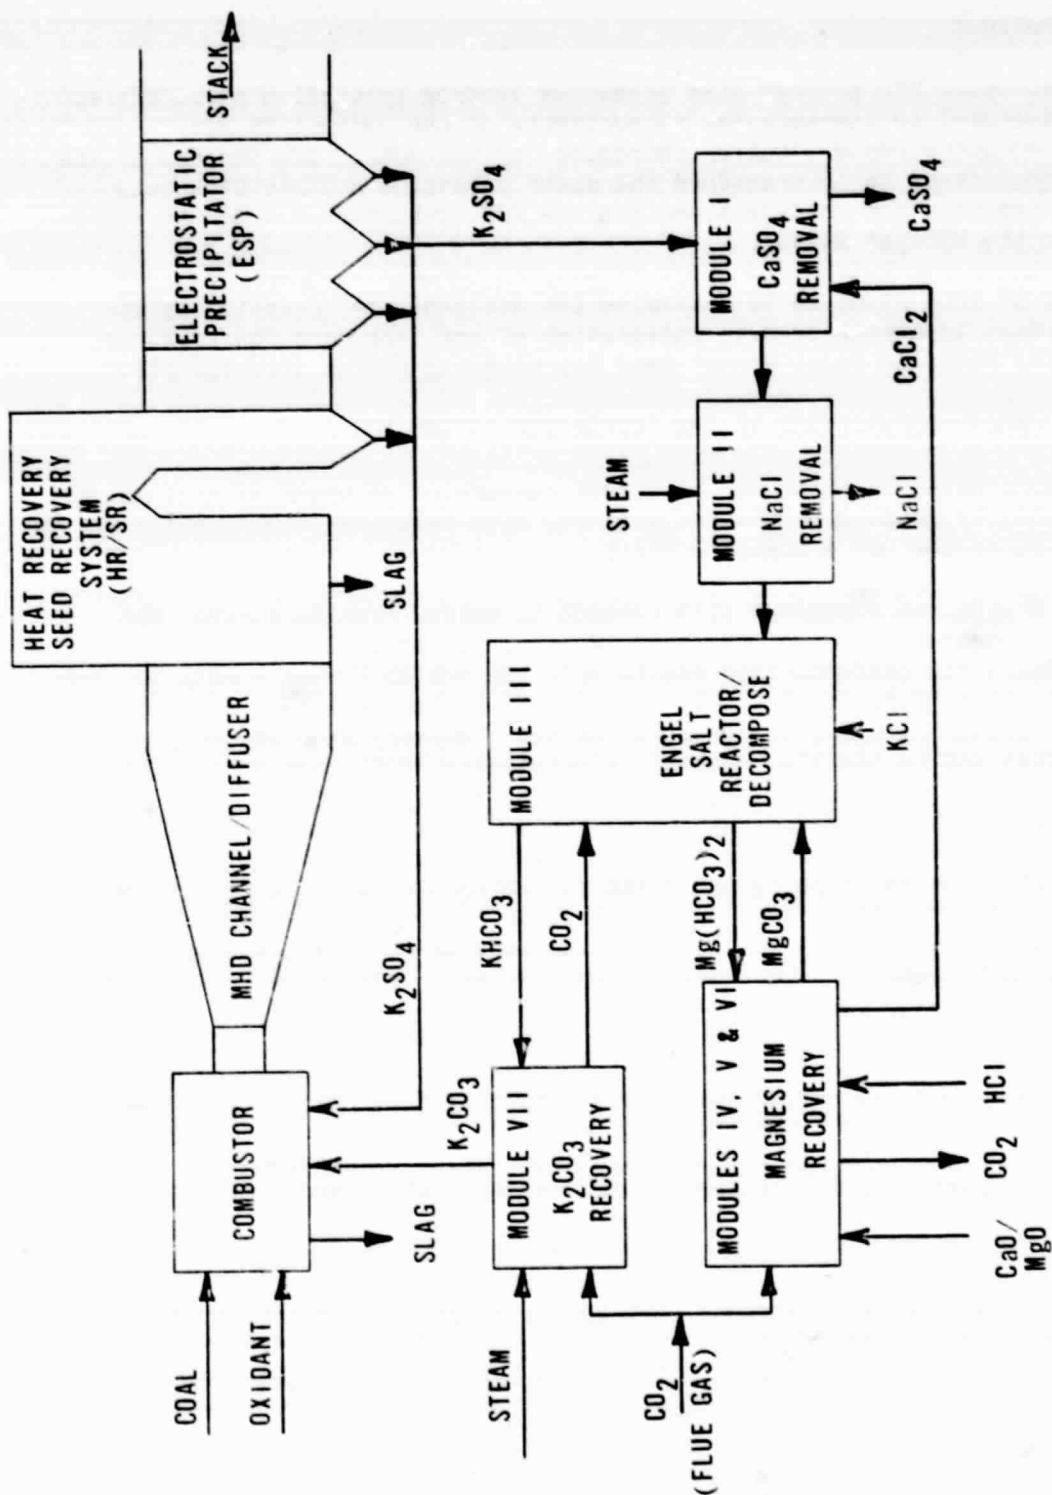 COAL
OXIDANT
COMBUSTOR
SLAG
MHD CHANNEL/DIFFUSER
HEAT RECOVERY
SEED RECOVERY
SYSTEM
(HR/SR)
SLAG
ELECTROSTATIC
PRECIPITATOR
(ESP)
STACK
K2SO4
K2SO4
K2CO3
STEAM
MODULE VII
K2CO3
RECOVERY
KHCO3
CO2
MODULE III
ENGEL
SALT
REACTOR/
DECOMPOSE
KCl
STEAM
MODULE II
NaCl
REMOVAL
NaCl
MODULE I
CaSO4
REMOVAL
CaSO4
CaCl2
Mg(HCO3)2
MgCO3
MODULES IV, V & VI
MAGNESIUM
RECOVERY
CO2
(FLUE GAS)
CaO/
MgO
CO2
HCl